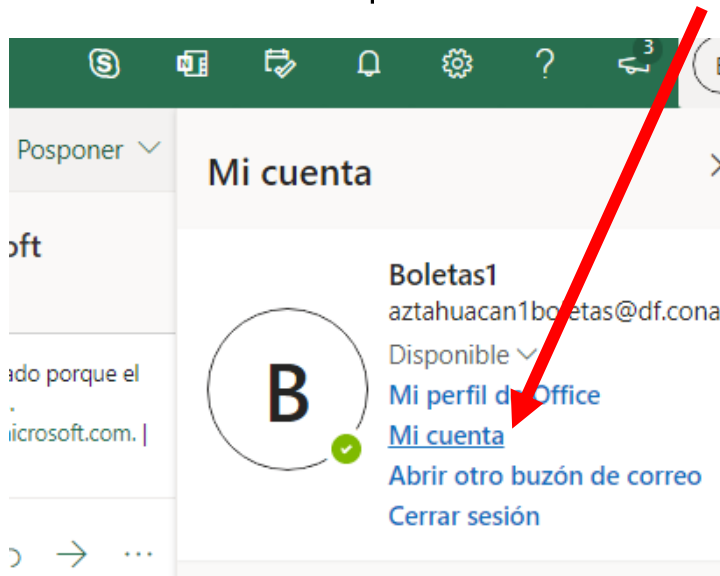 3
Posponer
Mi cuenta
oft
Boletas1
aztahuacan1boletas@df.cona
Disponible
ado porque el
B
Mi perfil de Office
icrosoft.com. |
Mi cuenta
Abrir otro buzón de correo
Cerrar sesión